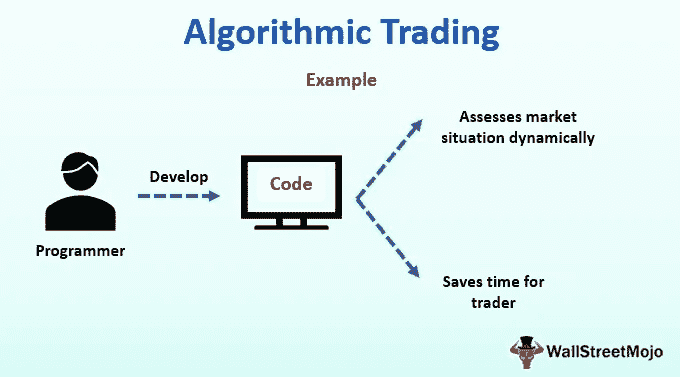 Algorithmic Trading
Example
Assesses market
situation dynamically
Develop
Code
Programmer
Saves time for
trader
WallStreetMojo